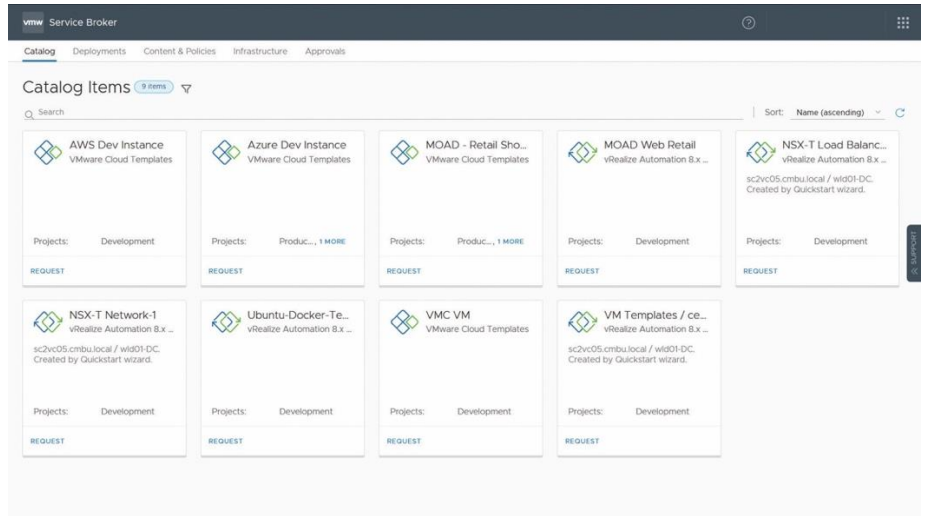 vmw Service Broker
Catalog Deployments Content & Policies Infrastructure Approvals
Catalog Items 9 items
Search
Sort: Name (ascending)
AWS Dev Instance
VMware Cloud Templates
Projects: Development
REQUEST
Azure Dev Instance
VMware Cloud Templates
Projects: Produc..., 1 MORE
REQUEST
MOAD - Retail Sho...
VMware Cloud Templates
Projects: Produc..., 1 MORE
REQUEST
MOAD Web Retail
vRealize Automation 8.x ...
Projects: Development
REQUEST
NSX-T Load Balanc...
vRealize Automation 8.x ...
sc2vc05.cmbu.local / wld01-DC.
Created by Quickstart wizard.
Projects: Development
REQUEST
SUPPORT
NSX-T Network-1
vRealize Automation 8.x ...
sc2vc05.cmbu.local / wld01-DC.
Created by Quickstart wizard.
Projects: Development
REQUEST
Ubuntu-Docker-Te...
vRealize Automation 8.x ...
Projects: Development
REQUEST
VMC VM
VMware Cloud Templates
Projects: Development
REQUEST
VM Templates / ce...
vRealize Automation 8.x ...
sc2vc05.cmbu.local / wld01-DC.
Created by Quickstart wizard.
Projects: Development
REQUEST